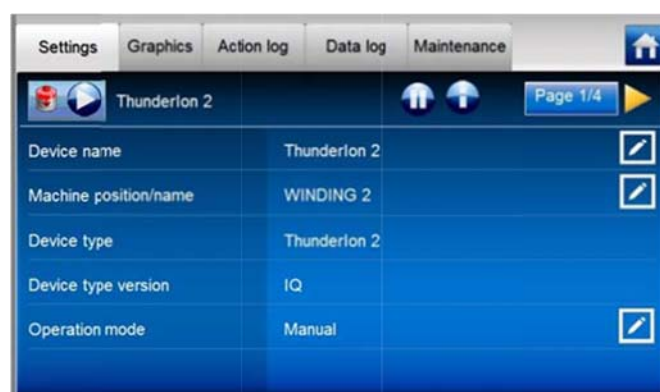 Settings Graphics Action log Data log Maintenance
ThunderIon 2 Page 1/4
Device name ThunderIon 2
Machine position/name WINDING 2
Device type ThunderIon 2
Device type version IQ
Operation mode Manual